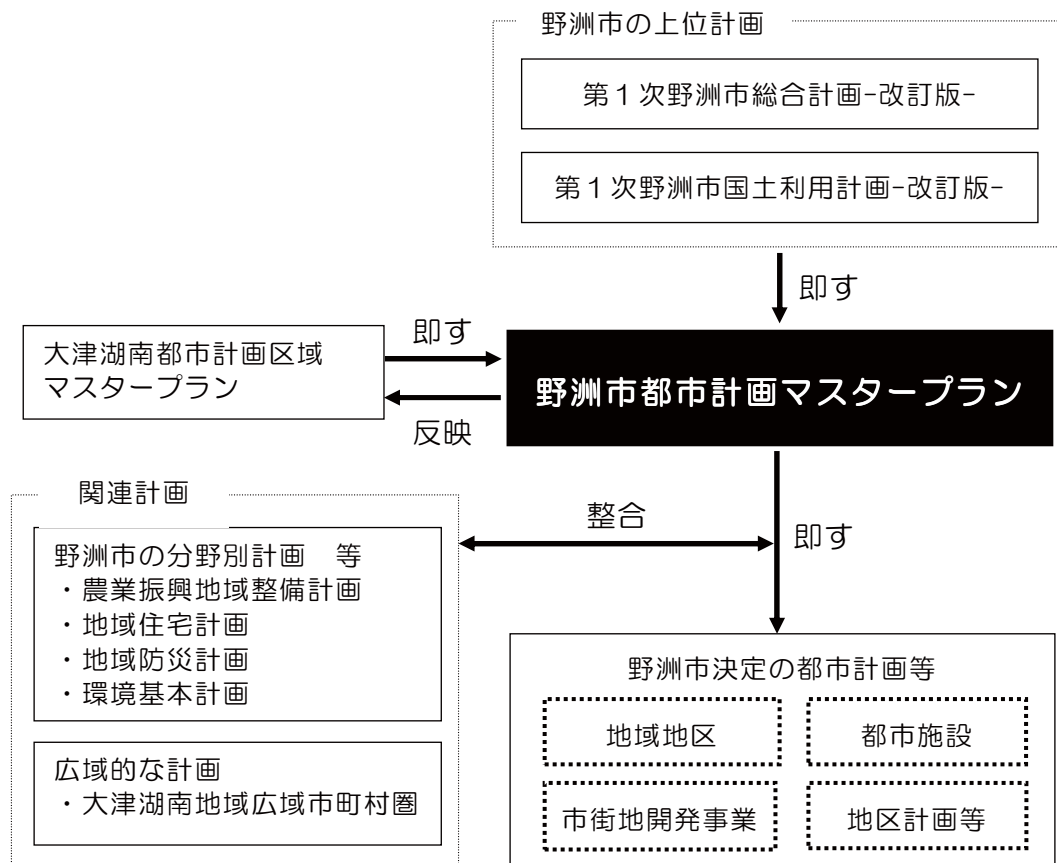 野洲市の上位計画
第１次野洲市総合計画-改訂版-
第１次野洲市国土利用計画-改訂版-
即す
大津湖南都市計画区域
マスタープラン
即す
反映
野洲市都市計画マスタープラン
関連計画
野洲市の分野別計画　等
・農業振興地域整備計画
・地域住宅計画
・地域防災計画
・環境基本計画
広域的な計画
・大津湖南地域広域市町村圏
整合
即す
野洲市決定の都市計画等
地域地区
都市施設
市街地開発事業
地区計画等